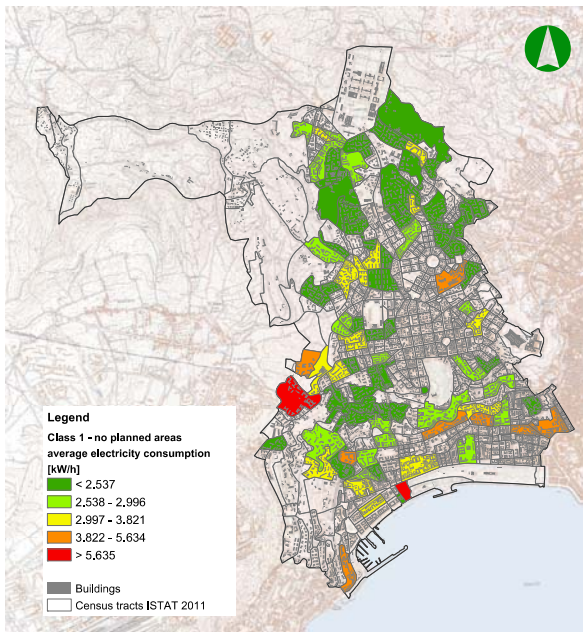 Legend
Class 1 - no planned areas
average electricity consumption
[kW/h]
< 2.537
2.538 - 2.996
2.997 - 3.821
3.822 - 5.634
> 5.635
Buildings
Census tracts ISTAT 2011